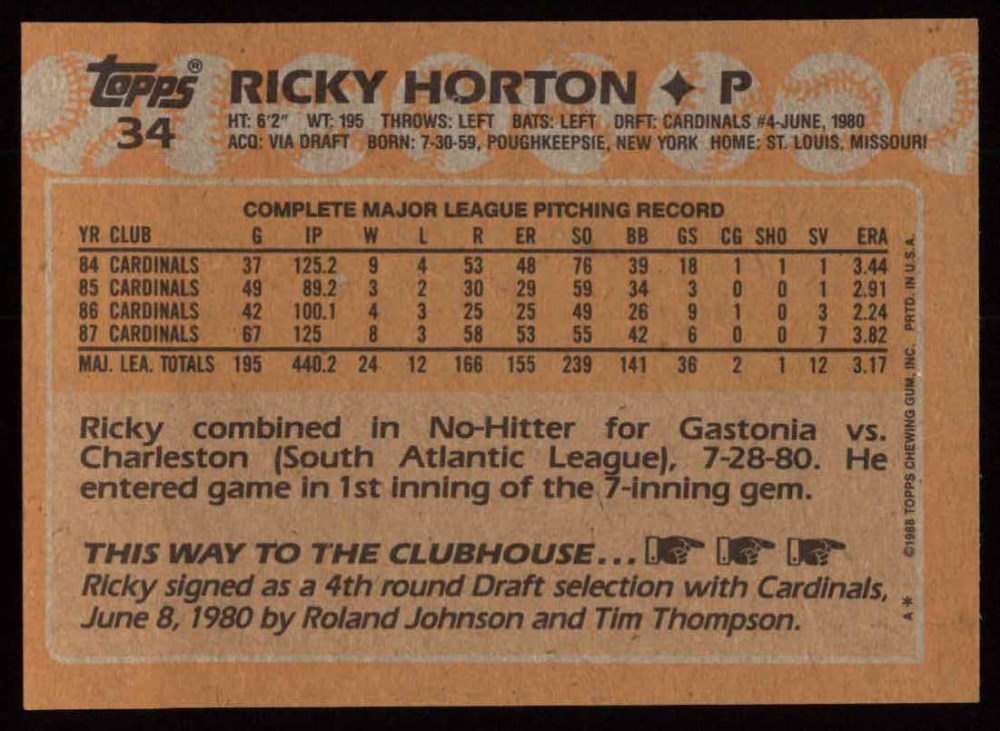 TOPPS®
34
RICKY HORTON ✦ P
HT: 6'2" WT: 195 THROWS: LEFT BATS: LEFT DRFT: CARDINALS #4-JUNE, 1980
ACQ: VIA DRAFT BORN: 7-30-59, POUGHKEEPSIE, NEW YORK HOME: ST. LOUIS, MISSOURI
COMPLETE MAJOR LEAGUE PITCHING RECORD
YR CLUB G IP W L R ER SO BB GS CG SHO SV ERA
84 CARDINALS 37 125.2 9 4 53 48 76 39 18 1 1 1 3.44
85 CARDINALS 49 89.2 3 2 30 29 59 34 3 0 0 1 2.91
86 CARDINALS 42 100.1 4 3 25 25 49 26 9 1 0 3 2.24
87 CARDINALS 67 125 8 3 58 53 55 42 6 0 0 7 3.82
MAJ. LEA. TOTALS 195 440.2 24 12 166 155 239 141 36 2 1 12 3.17
Ricky combined in No-Hitter for Gastonia vs.
Charleston (South Atlantic League), 7-28-80. He
entered game in 1st inning of the 7-inning gem.
THIS WAY TO THE CLUBHOUSE...
Ricky signed as a 4th round Draft selection with Cardinals,
June 8, 1980 by Roland Johnson and Tim Thompson.
A* ©1988 TOPPS CHEWING GUM, INC. PRTD. IN U.S.A.